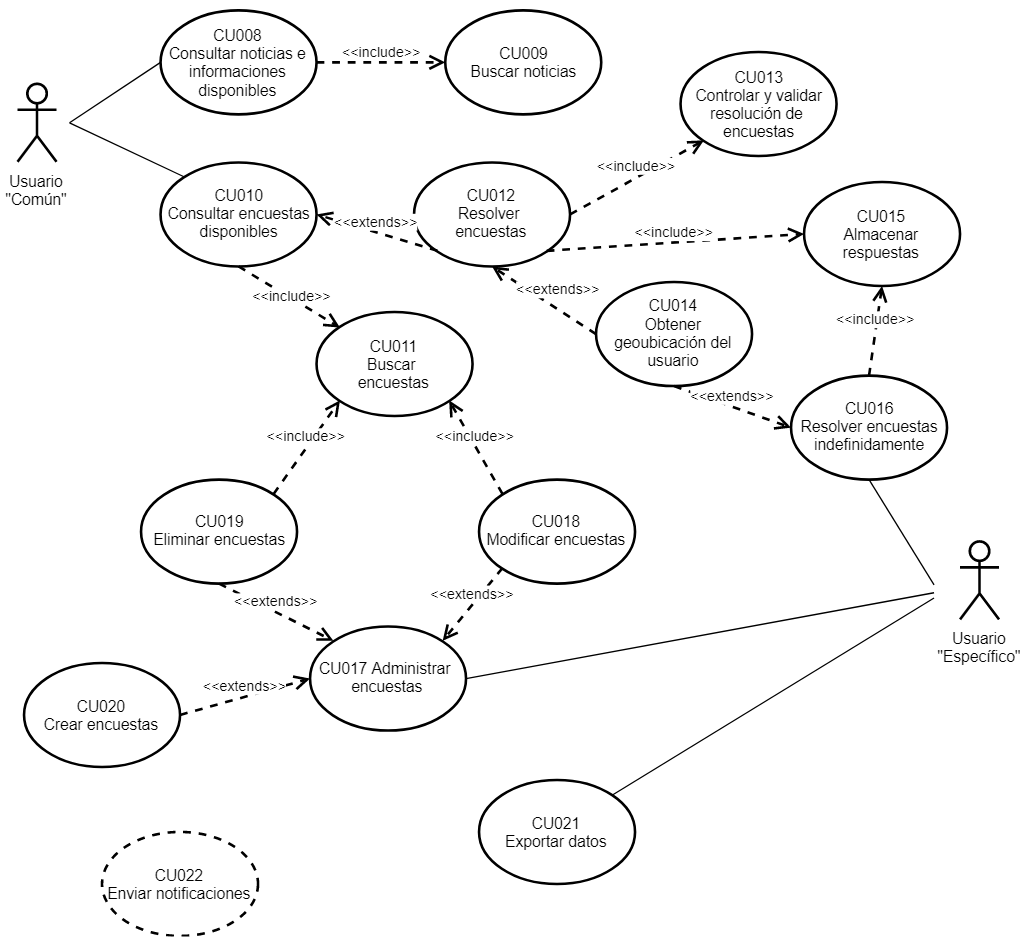 CU008
Consultar noticias e
informaciones
disponibles
<<include>>
CU009
Buscar noticias
CU013
Controlar y validar
resolución de
encuestas
Usuario
"Común"
<<include>>
CU010
Consultar encuestas
disponibles
<<extends>>
CU012
Resolver
encuestas
<<include>>
CU015
Almacenar
respuestas
<<include>>
<<extends>>
CU014
Obtener
geoubicación del
usuario
<<include>>
CU011
Buscar
encuestas
<<extends>>
CU016
Resolver encuestas
indefinidamente
<<include>>
<<include>>
CU019
Eliminar encuestas
CU018
Modificar encuestas
<<extends>>
<<extends>>
Usuario
"Específico"
CU017 Administrar
encuestas
<<extends>>
CU020
Crear encuestas
CU021
Exportar datos
CU022
Enviar notificaciones